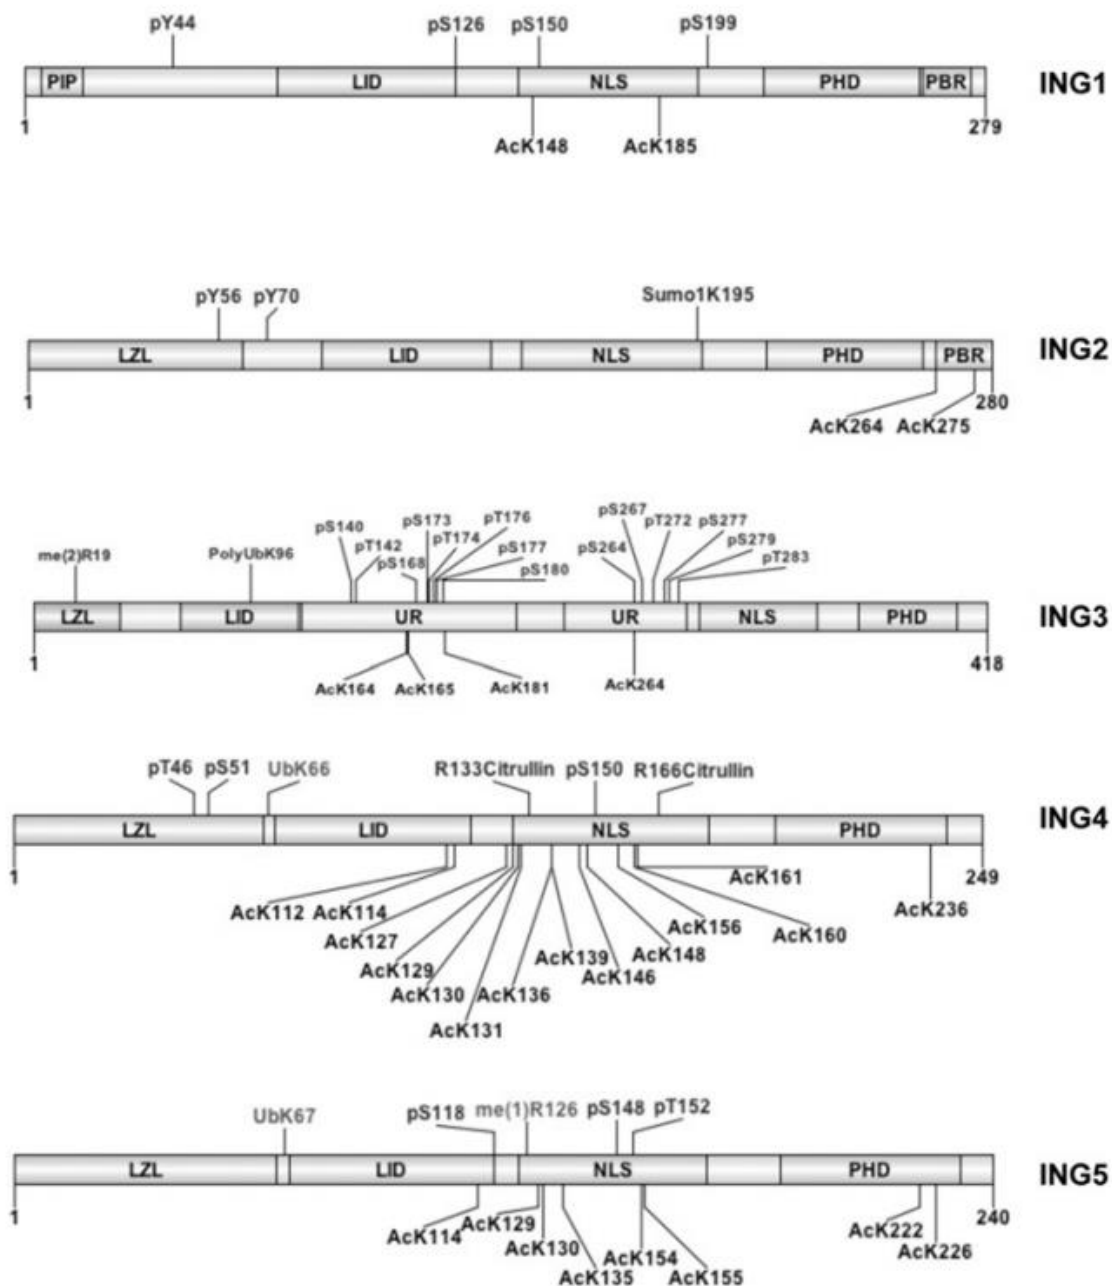 pY44 pS126 pS150 pS199
PIP LID NLS PHD PBR ING1
1 279
AcK148 AcK185
pY56 pY70 Sumo1K195
LZL LID NLS PHD PBR ING2
1 280
AcK264 AcK275
pS140 pS173 pT176 pS267 pT272 pS277
me(2)R19 PolyUbK96 pT142 pS168 pT174 pS177 pS180 pS264 pS279 pT283
LZL LID UR UR NLS PHD ING3
1 418
AcK164 AcK165 AcK181 AcK264
pT46 pS51 UbK66 R133Citrullin pS150 R166Citrullin
LZL LID NLS PHD ING4
1 249
AcK161
AcK112 AcK114 AcK236
AcK156
AcK127 AcK160
AcK139 AcK148
AcK129 AcK146
AcK130 AcK136
AcK131
UbK67 pS118 me(1)R126 pS148 pT152
LZL LID NLS PHD ING5
1 240
AcK114 AcK129 AcK222
AcK130 AcK226
AcK154
AcK135 AcK155